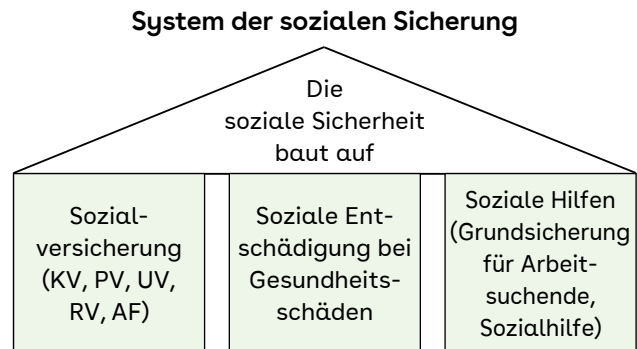 System der sozialen Sicherung
Die
soziale Sicherheit
baut auf
Sozial-
versicherung
(KV, PV, UV,
RV, AF)
Soziale Ent-
schädigung bei
Gesundheits-
schäden
Soziale Hilfen
(Grundsicherung
für Arbeit-
suchende,
Sozialhilfe)